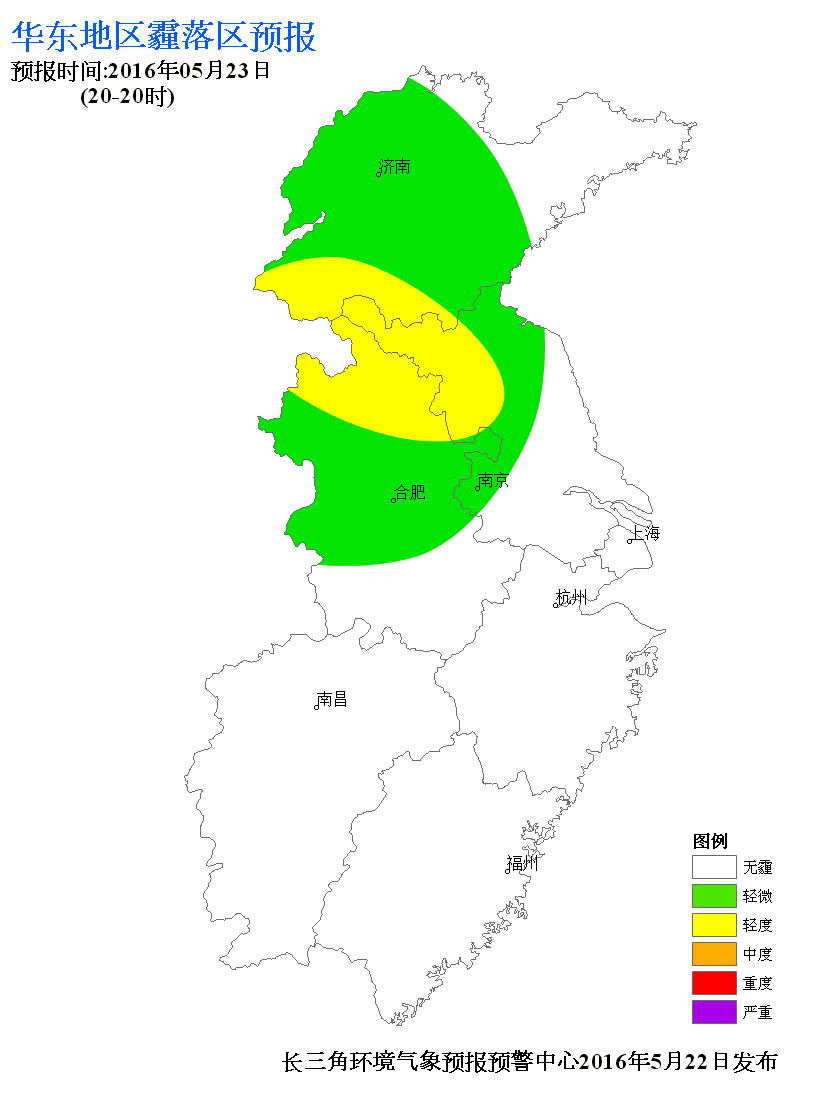 华东地区霾落区预报
预报时间:2016年05月23日
(20-20时)
济南
南京
合肥
上海
杭州
南昌
福州
图例
无霾
轻微
轻度
中度
重度
严重
长三角环境气象预报预警中心2016年5月22日发布